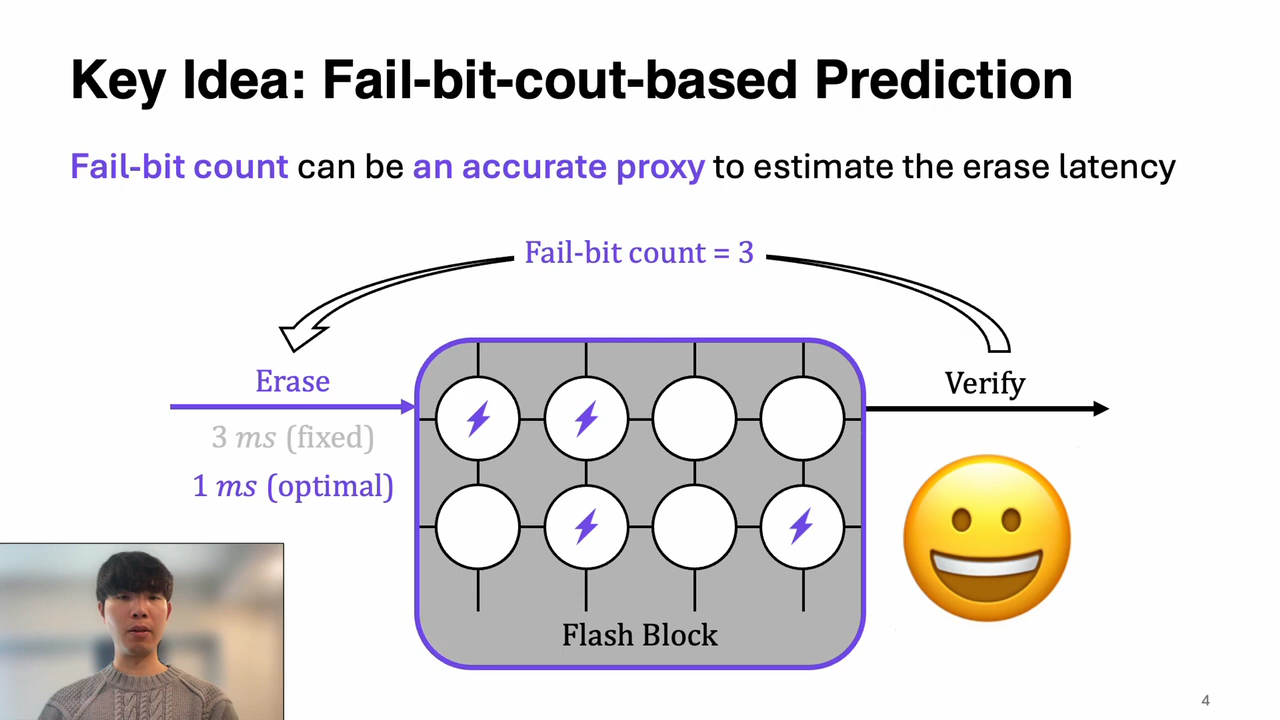 Key Idea: Fail-bit-cout-based Prediction
Fail-bit count can be an accurate proxy to estimate the erase latency
Fail-bit count = 3
Erase
Verify
3 ms (fixed)
1 ms (optimal)
Flash Block
4